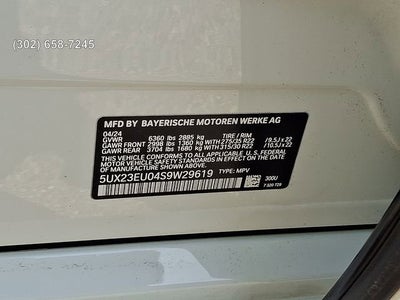 (302) 658-7245
MFD BY BAYERISCHE MOTOREN WERKE AG
04/24 TIRE / RIM
GVWR 6360 lbs 2885 kg
GAWR FRONT 2998 lbs 1360 kg W/ 275/35 R22 / 9.5J x 22
GAWR REAR 3704 lbs 1680 kg W/ 315/30 R22 / 10.5J x 22
THIS VEHICLE CONFORMS TO ALL APPLICABLE U.S. FEDERAL
MOTOR VEHICLE SAFETY STANDARDS IN EFFECT ON THE DATE OF
MANUFACTURE SHOWN ABOVE.
5UX23EU04S9W29619 TYPE: MPV 300U